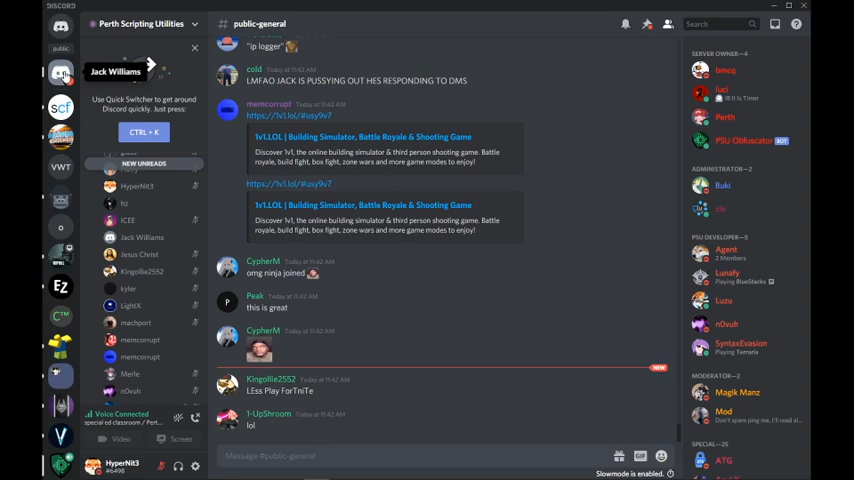 DISCORD
Perth Scripting Utilities
public-general
Search
public
Jack Williams
Use Quick Switcher to get around
Discord quickly. Just press:
CTRL + K
NEW UNREADS
HyperNit3
hz
ICEE
Jack Williams
Jesus Christ
Kingollie2552
kyler
LightX
machport
memcorrupt
memcorrupt
Merle
n0vuh
Voice Connected
special ed classroom / Pert...
Video
Screen
HyperNit3
#6498
scf
VWT
o
EZ
C™
V
"ip logger"
cold Today at 11:42 AM
LMFAO JACK IS PUSSYING OUT HES RESPONDING TO DMS
memcorrupt Today at 11:42 AM
https://1v1.lol/#usy9v7
1v1.LOL | Building Simulator, Battle Royale & Shooting Game
Discover 1v1, the online building simulator & third person shooting game. Battle
royale, build fight, box fight, zone wars and more game modes to enjoy!
https://1v1.lol/#usy9v7
1v1.LOL | Building Simulator, Battle Royale & Shooting Game
Discover 1v1, the online building simulator & third person shooting game. Battle
royale, build fight, box fight, zone wars and more game modes to enjoy!
CypherM Today at 11:42 AM
omg ninja joined
P
Peak Today at 11:42 AM
this is great
CypherM Today at 11:42 AM
NEW
Kingollie2552 Today at 11:42 AM
LEss Play ForTniTe
1-UpShroom Today at 11:42 AM
lol
Message #public-general
GIF
Slowmode is enabled.
SERVER OWNER—4
bmcq
luci
Perth
PSU Obfuscator BOT
ADMINISTRATOR—2
Buki
clu
PSU DEVELOPER—5
Agent
2 Members
Lunafy
Playing BlueStacks
Luzu
n0vuh
SyntaxEvasion
Playing Terraria
MODERATOR—2
Magik Manz
Mod
Don't spam ping me, I'll read al...
SPECIAL—25
ATG